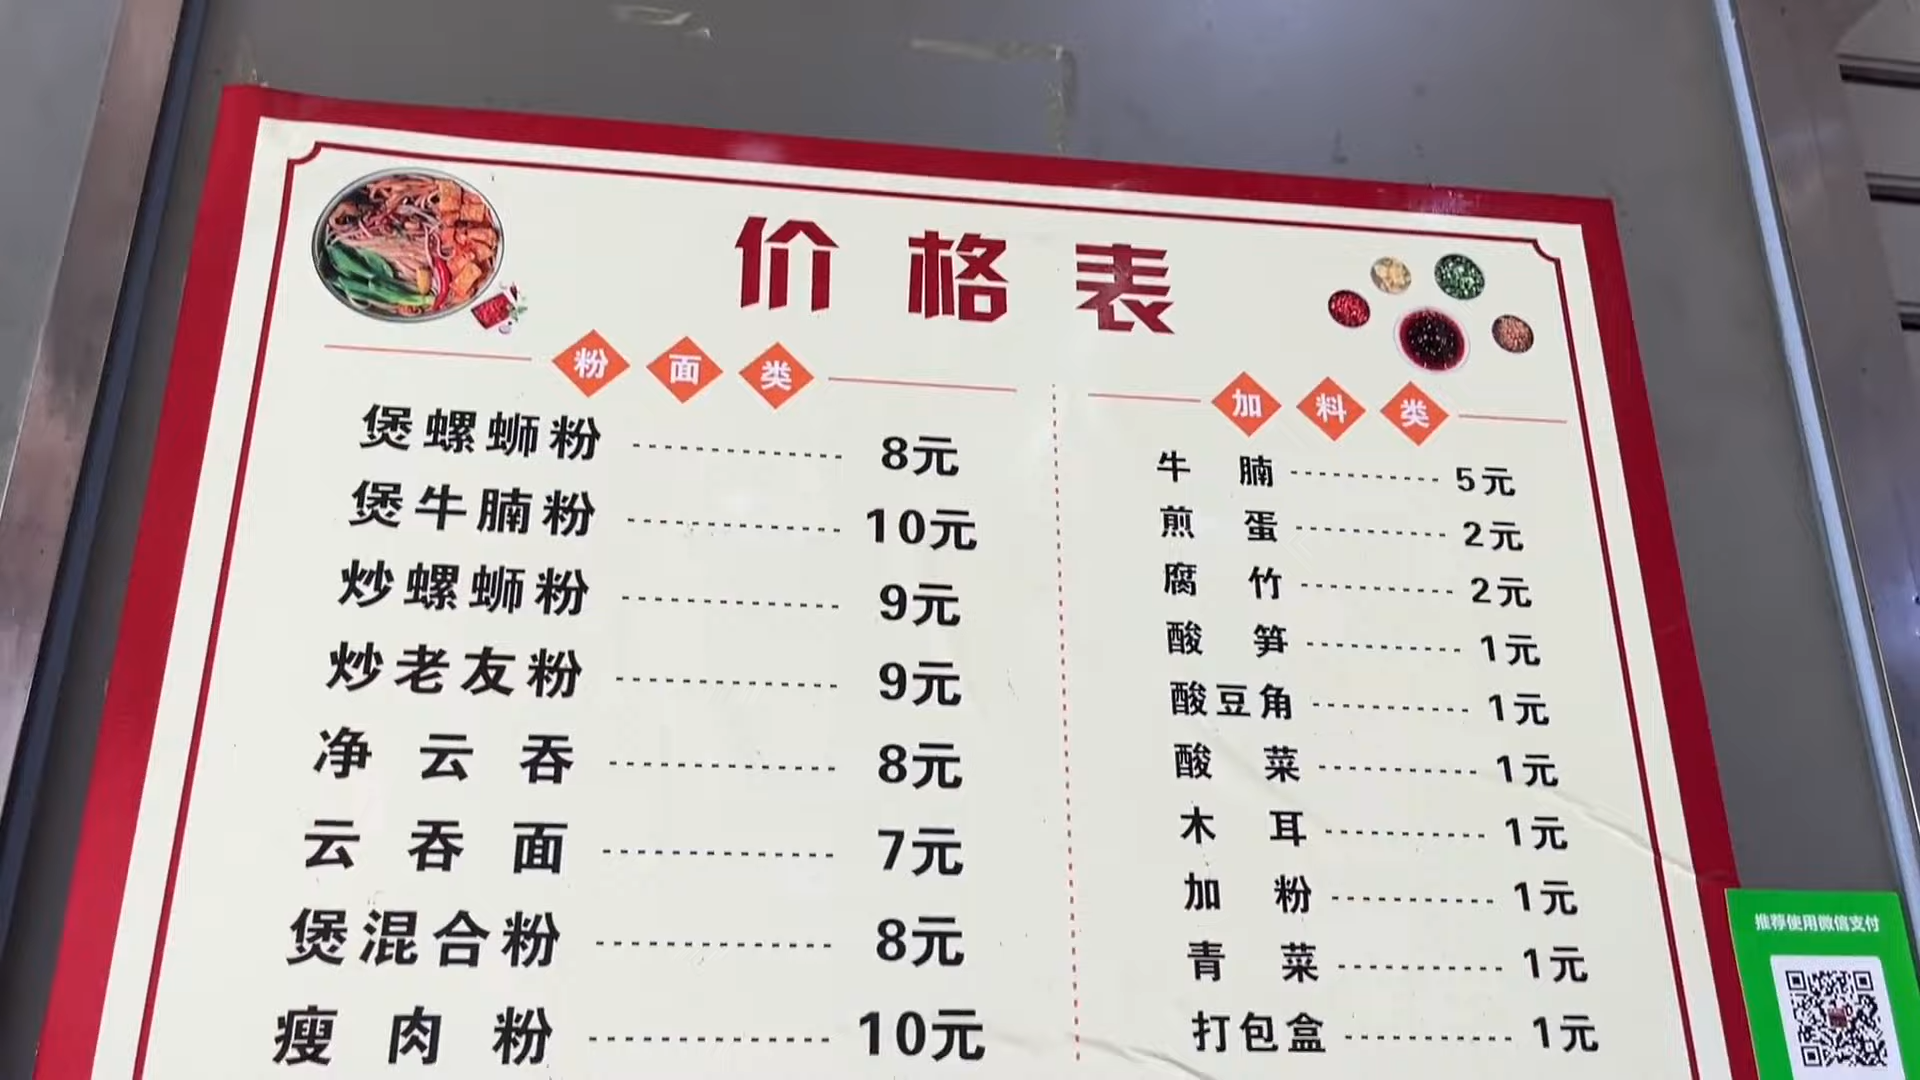 价格表
粉面类
煲螺蛳粉 8元
煲牛腩粉 10元
炒螺蛳粉 9元
炒老友粉 9元
净云吞 8元
云吞面 7元
煲混合粉 8元
瘦肉粉 10元
加料类
牛腩 5元
煎蛋 2元
腐竹 2元
酸笋 1元
酸豆角 1元
酸菜 1元
木耳 1元
加粉 1元
青菜 1元
打包盒 1元
推荐使用微信支付